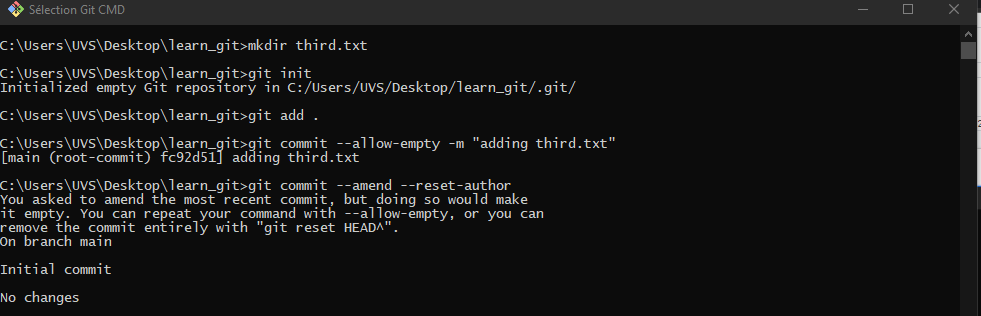 Sélection Git CMD
C:\Users\UVS\Desktop\learn_git>mkdir third.txt
C:\Users\UVS\Desktop\learn_git>git init
Initialized empty Git repository in C:/Users/UVS/Desktop/learn_git/.git/
C:\Users\UVS\Desktop\learn_git>git add .
C:\Users\UVS\Desktop\learn_git>git commit --allow-empty -m "adding third.txt"
[main (root-commit) fc92d51] adding third.txt
C:\Users\UVS\Desktop\learn_git>git commit --amend --reset-author
You asked to amend the most recent commit, but doing so would make
it empty. You can repeat your command with --allow-empty, or you can
remove the commit entirely with "git reset HEAD^".
On branch main
Initial commit
No changes